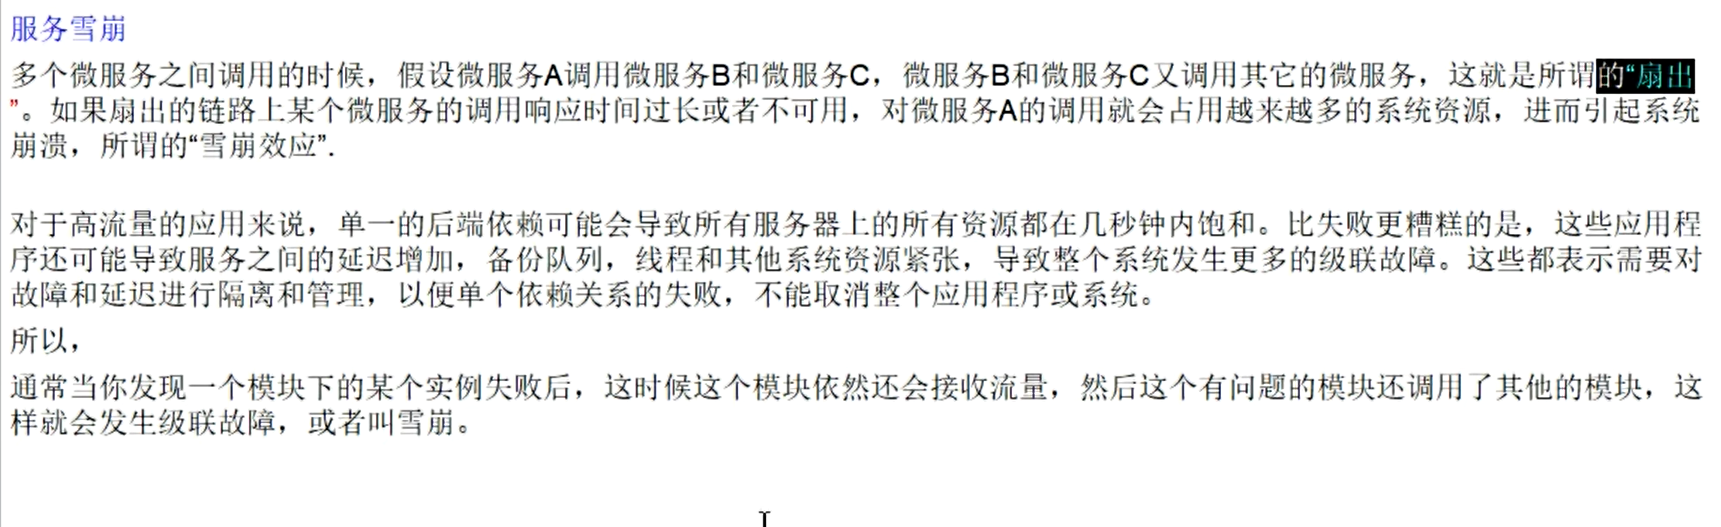 服务雪崩
多个微服务之间调用的时候，假设微服务A调用微服务B和微服务C，微服务B和微服务C又调用其它的微服务，这就是所谓的“扇出
”。如果扇出的链路上某个微服务的调用响应时间过长或者不可用，对微服务A的调用就会占用越来越多的系统资源，进而引起系统
崩溃，所谓的“雪崩效应”.
对于高流量的应用来说，单一的后端依赖可能会导致所有服务器上的所有资源都在几秒钟内饱和。比失败更糟糕的是，这些应用程
序还可能导致服务之间的延迟增加，备份队列，线程和其他系统资源紧张，导致整个系统发生更多的级联故障。这些都表示需要对
故障和延迟进行隔离和管理，以便单个依赖关系的失败，不能取消整个应用程序或系统。
所以，
通常当你发现一个模块下的某个实例失败后，这时候这个模块依然还会接收流量，然后这个有问题的模块还调用了其他的模块，这
样就会发生级联故障，或者叫雪崩。